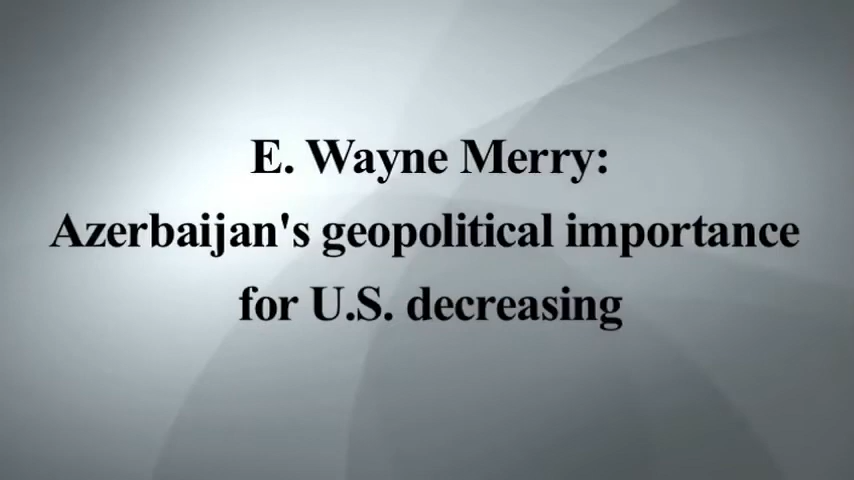 E. Wayne Merry:
Azerbaijan's geopolitical importance
for U.S. decreasing